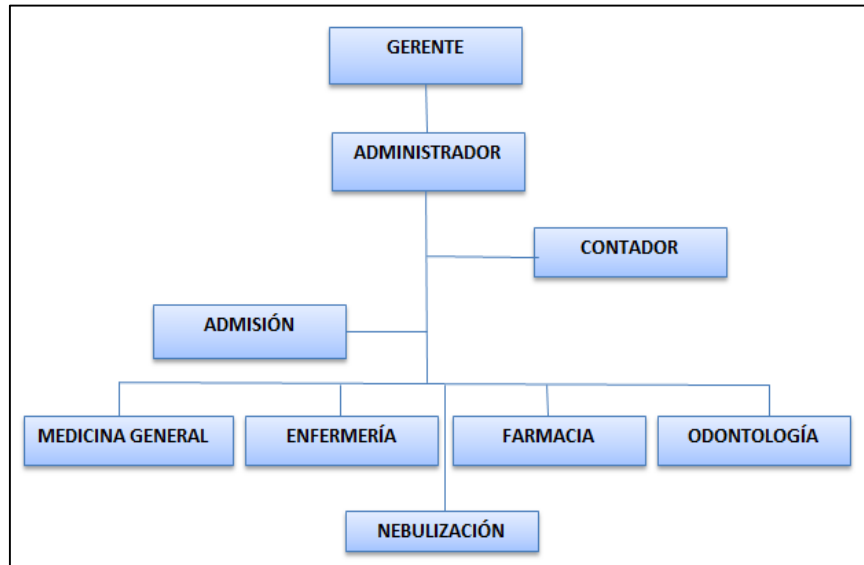 GERENTE
ADMINISTRADOR
CONTADOR
ADMISIÓN
MEDICINA GENERAL
ENFERMERÍA
FARMACIA
ODONTOLOGÍA
NEBULIZACIÓN